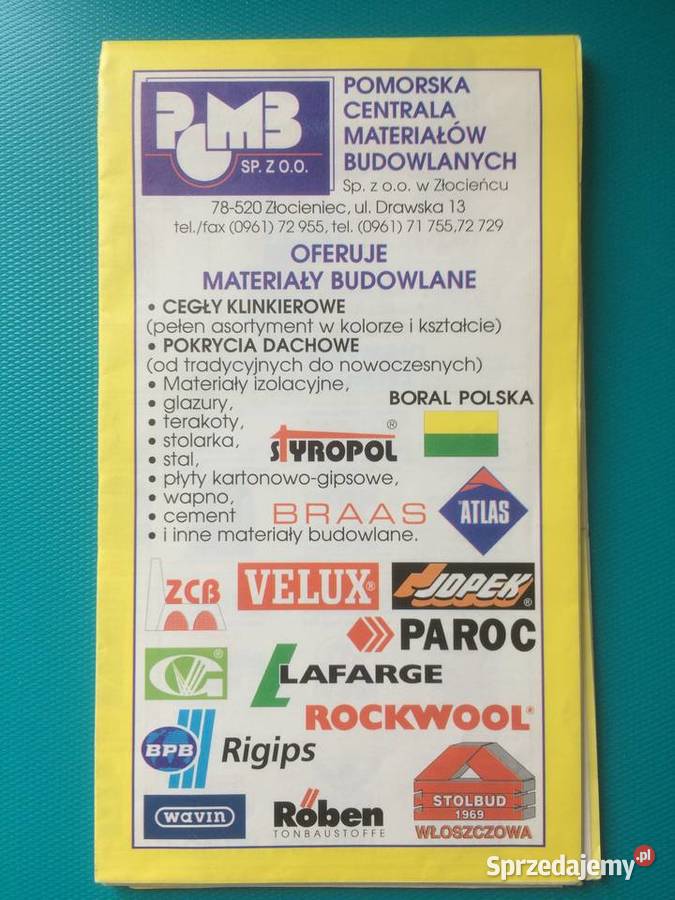 PCMB
SP. Z O.O.
POMORSKA
CENTRALA
MATERIAŁÓW
BUDOWLANYCH
Sp. z o.o. w Złocieńcu
78-520 Złocieniec, ul. Drawska 13
tel./fax (0961) 72 955, tel. (0961) 71 755,72 729
OFERUJE
MATERIAŁY BUDOWLANE
• CEGŁY KLINKIEROWE
(pełen asortyment w kolorze i kształcie)
• POKRYCIA DACHOWE
(od tradycyjnych do nowoczesnych)
• Materiały izolacyjne,
• glazury,
• terakoty,
• stolarka,
• stal,
• płyty kartonowo-gipsowe,
• wapno,
• cement
• i inne materiały budowlane.
BORAL POLSKA
STYROPOL®
BRAAS
ATLAS
ZCB
VELUX®
JOPEK®
PAROC
VG
LAFARGE
ROCKWOOL®
BPB
Rigips
wavin
Röben
TONBAUSTOFFE
STOLBUD
1969
WŁOSZCZOWA
Sprzedajemy.pl